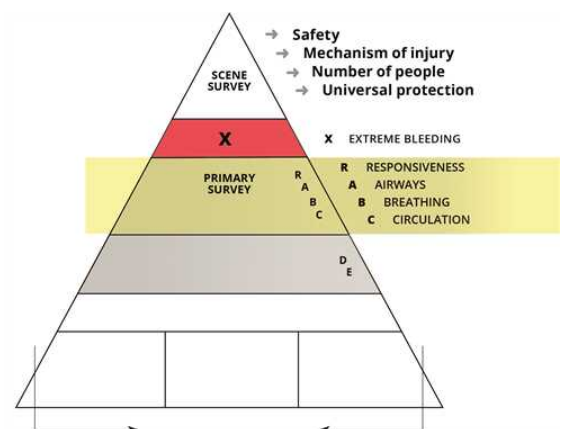 Safety
Mechanism of injury
Number of people
Universal protection
SCENE
SURVEY
X
X EXTREME BLEEDING
PRIMARY
SURVEY
R
A
B
C
R RESPONSIVENESS
A AIRWAYS
B BREATHING
C CIRCULATION
D
E